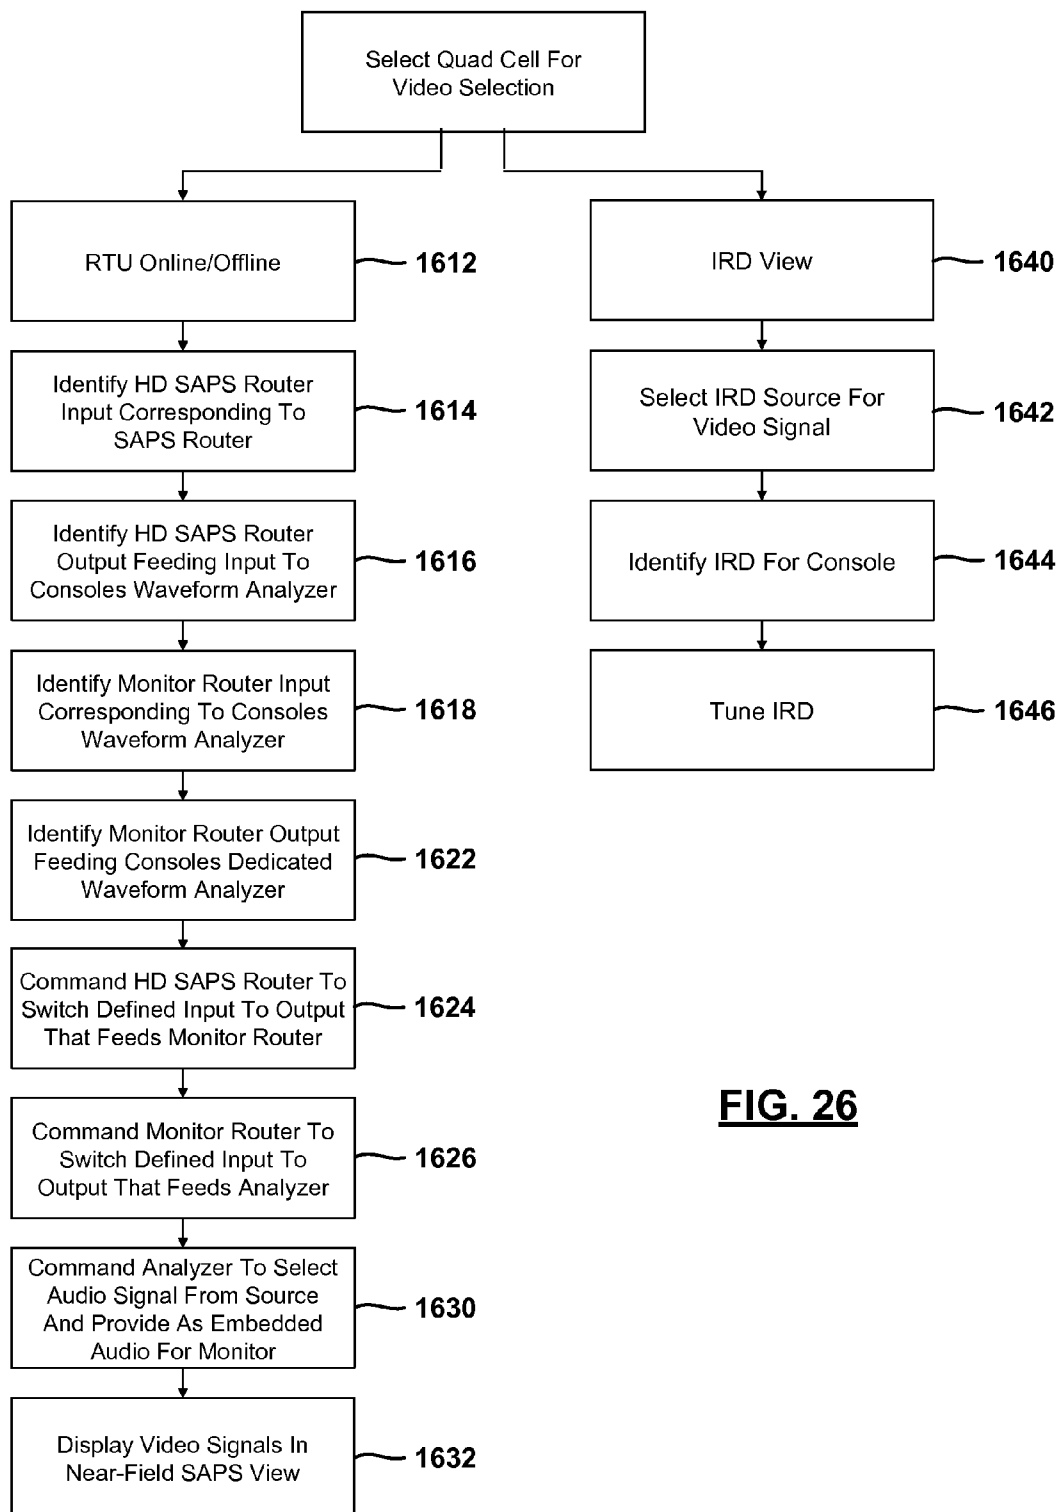 Select Quad Cell For
Video Selection
RTU Online/Offline
1612
Identify HD SAPS Router
Input Corresponding To
SAPS Router
1614
Identify HD SAPS Router
Output Feeding Input To
Consoles Waveform Analyzer
1616
Identify Monitor Router Input
Corresponding To Consoles
Waveform Analyzer
1618
Identify Monitor Router Output
Feeding Consoles Dedicated
Waveform Analyzer
1622
Command HD SAPS Router To
Switch Defined Input To Output
That Feeds Monitor Router
1624
Command Monitor Router To
Switch Defined Input To
Output That Feeds Analyzer
1626
Command Analyzer To Select
Audio Signal From Source
And Provide As Embedded
Audio For Monitor
1630
Display Video Signals In
Near-Field SAPS View
1632
IRD View
1640
Select IRD Source For
Video Signal
1642
Identify IRD For Console
1644
Tune IRD
1646
FIG. 26